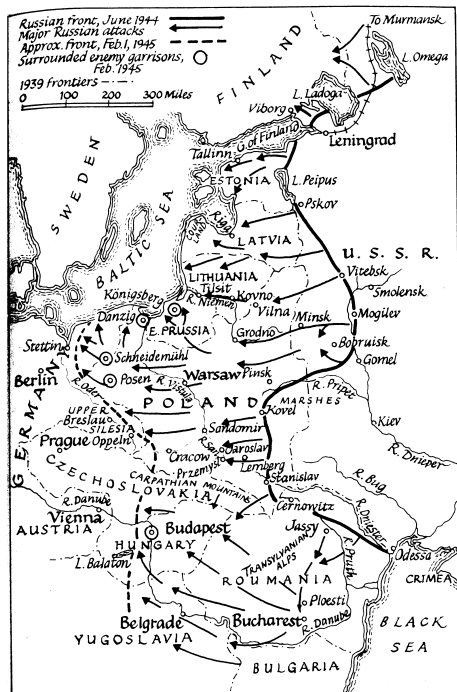 Russian front, June 1944
Major Russian attacks
Approx. front, Feb. 1, 1945
Surrounded enemy garrisons,
Feb. 1945
1939 frontiers
0 100 200 300 Miles
To Murmansk
L. Omega
FINLAND
L. Ladoga
Viborg
G. of Finland
Leningrad
Tallinn
ESTONIA
SWEDEN
L. Peipus
Pskov
BALTIC SEA
COUR-
LAND
Riga
LATVIA
U. S. S. R.
LITHUANIA
Vitebsk
Tilsit
Königsberg
R. Niemen
Kovno
Smolensk
Danzig
Vilna
Minsk
Mogilev
E. PRUSSIA
Grodno
Bobruisk
Stettin
Schneidemühl
Gomel
Berlin
R. Oder
Posen
R. Vistula
Warsaw
Pinsk
R. Pripet
MARSHES
GERMANY
POLAND
Kovel
UPPER
SILESIA
Breslau
Sandomir
Kiev
R. Dnieper
Prague
Oppeln
R. San
Jaroslav
Cracow
Przemysl
Lemberg
CZECHOSLOVAKIA
CARPATHIAN MOUNTAINS
Stanislav
R. Bug
R. Danube
Cernovitz
Vienna
R. Dniester
AUSTRIA
Budapest
Jassy
HUNGARY
TRANSYLVANIAN
ALPS
R. Pruth
Odessa
L. Balaton
ROUMANIA
CRIMEA
Ploesti
Belgrade
Bucharest
R. Danube
BLACK
SEA
YUGOSLAVIA
BULGARIA